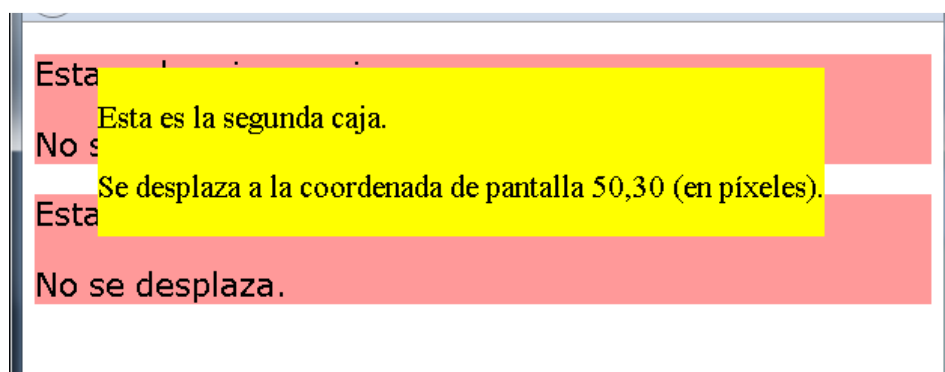 Esta
Esta es la segunda caja.
No s
Se desplaza a la coordenada de pantalla 50,30 (en píxeles).
Esta
No se desplaza.